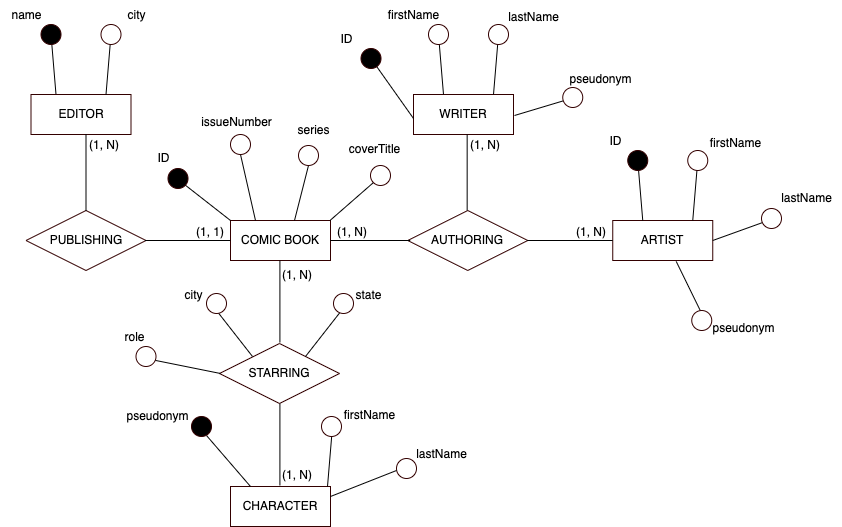 name
city
firstName
lastName
ID
pseudonym
EDITOR
WRITER
issueNumber
series
coverTitle
ID
(1, N)
(1, N)
ID
firstName
lastName
PUBLISHING
(1, 1)
COMIC BOOK
(1, N)
AUTHORING
(1, N)
ARTIST
(1, N)
city
state
pseudonym
role
STARRING
pseudonym
firstName
lastName
(1, N)
CHARACTER